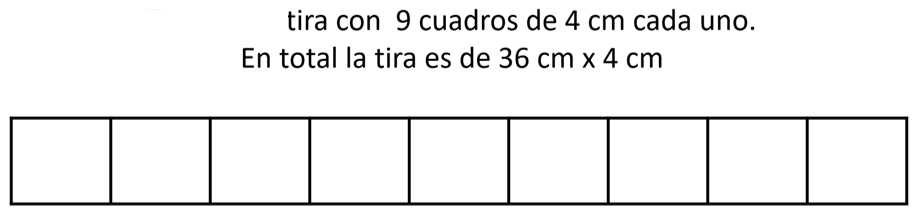 tira con 9 cuadros de 4 cm cada uno.
En total la tira es de 36 cm x 4 cm